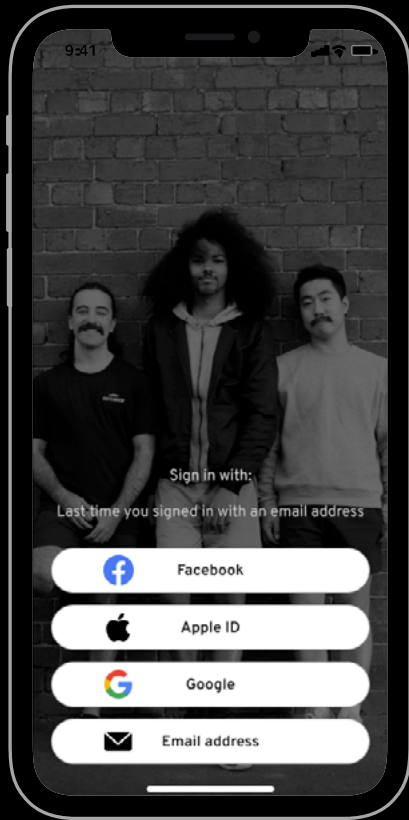 9:41
Sign in with:
Last time you signed in with an email address
Facebook
Apple ID
Google
Email address